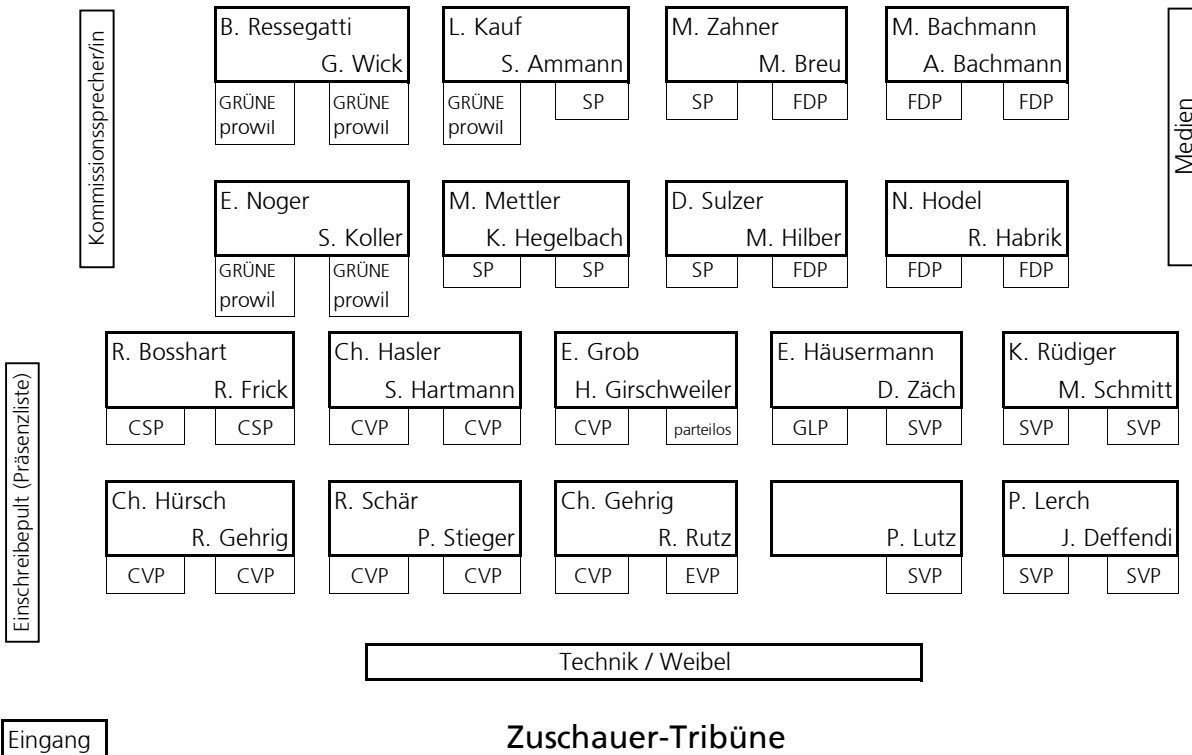 Kommissionssprecher/in
B. Ressegatti
G. Wick
GRÜNE prowil
GRÜNE prowil
L. Kauf
S. Ammann
GRÜNE prowil
SP
M. Zahner
M. Breu
SP
FDP
M. Bachmann
A. Bachmann
FDP
FDP
Medien
E. Noger
S. Koller
GRÜNE prowil
GRÜNE prowil
M. Mettler
K. Hegelbach
SP
SP
D. Sulzer
M. Hilber
SP
FDP
N. Hodel
R. Habrik
FDP
FDP
Einschreibepult (Präsenzliste)
R. Bosshart
R. Frick
CSP
CSP
Ch. Hasler
S. Hartmann
CVP
CVP
E. Grob
H. Girschweiler
CVP
parteilos
E. Häusermann
D. Zäch
GLP
SVP
K. Rüdiger
M. Schmitt
SVP
SVP
Ch. Hürsch
R. Gehrig
CVP
CVP
R. Schär
P. Stieger
CVP
CVP
Ch. Gehrig
R. Rutz
CVP
EVP
P. Lutz
SVP
P. Lerch
J. Deffendi
SVP
SVP
Technik / Weibel
Eingang
Zuschauer-Tribüne